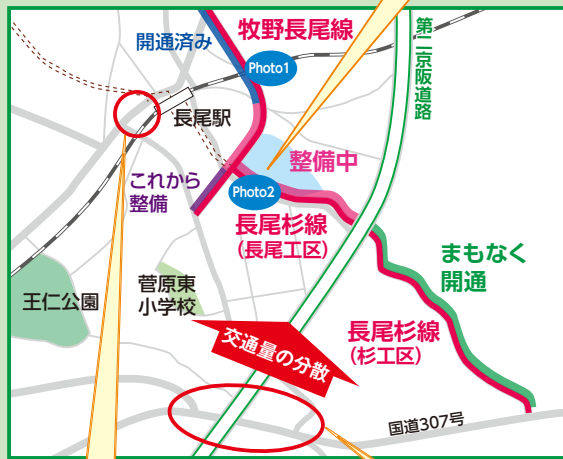 牧野長尾線
開通済み
第二京阪道路
Photo1
長尾駅
整備中
これから
整備
Photo2
長尾杉線
(長尾工区)
まもなく
開通
菅原東
小学校
王仁公園
長尾杉線
(杉工区)
交通量の分散
国道307号